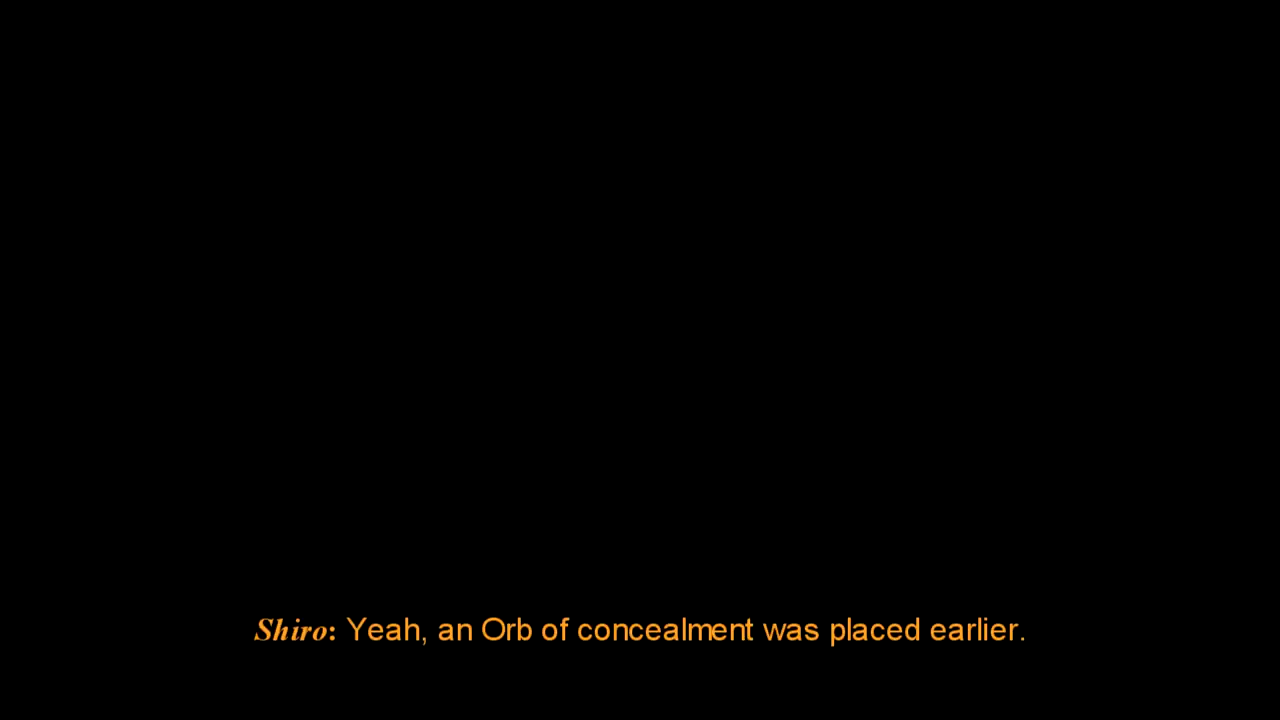 Shiro: Yeah, an Orb of concealment was placed earlier.